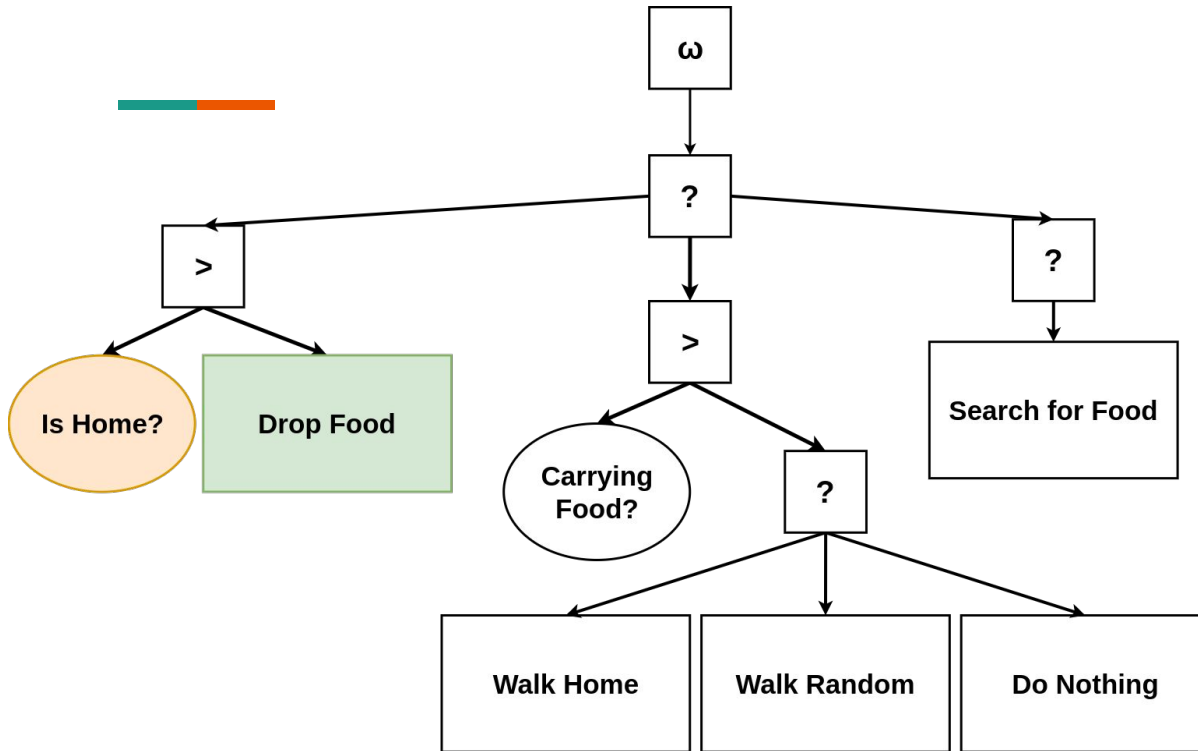 ω
?
>
?
Is Home?
Drop Food
>
Search for Food
Carrying
Food?
?
Walk Home
Walk Random
Do Nothing